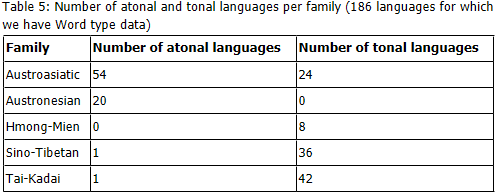 Table 5: Number of atonal and tonal languages per family (186 languages for which
we have Word type data)
Family Number of atonal languages Number of tonal languages
Austroasiatic 54 24
Austronesian 20 0
Hmong-Mien 0 8
Sino-Tibetan 1 36
Tai-Kadai 1 42